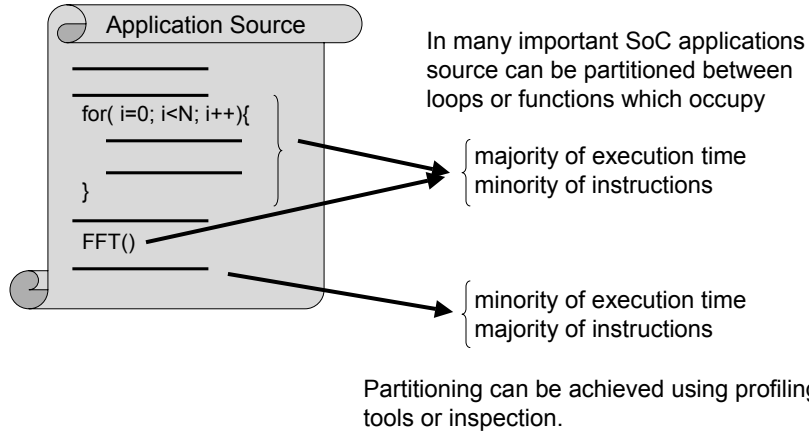 Application Source
for( i=0; i<N; i++){
}
FFT()
In many important SoC applications
source can be partitioned between
loops or functions which occupy
majority of execution time
minority of instructions
minority of execution time
majority of instructions
Partitioning can be achieved using profiling
tools or inspection.